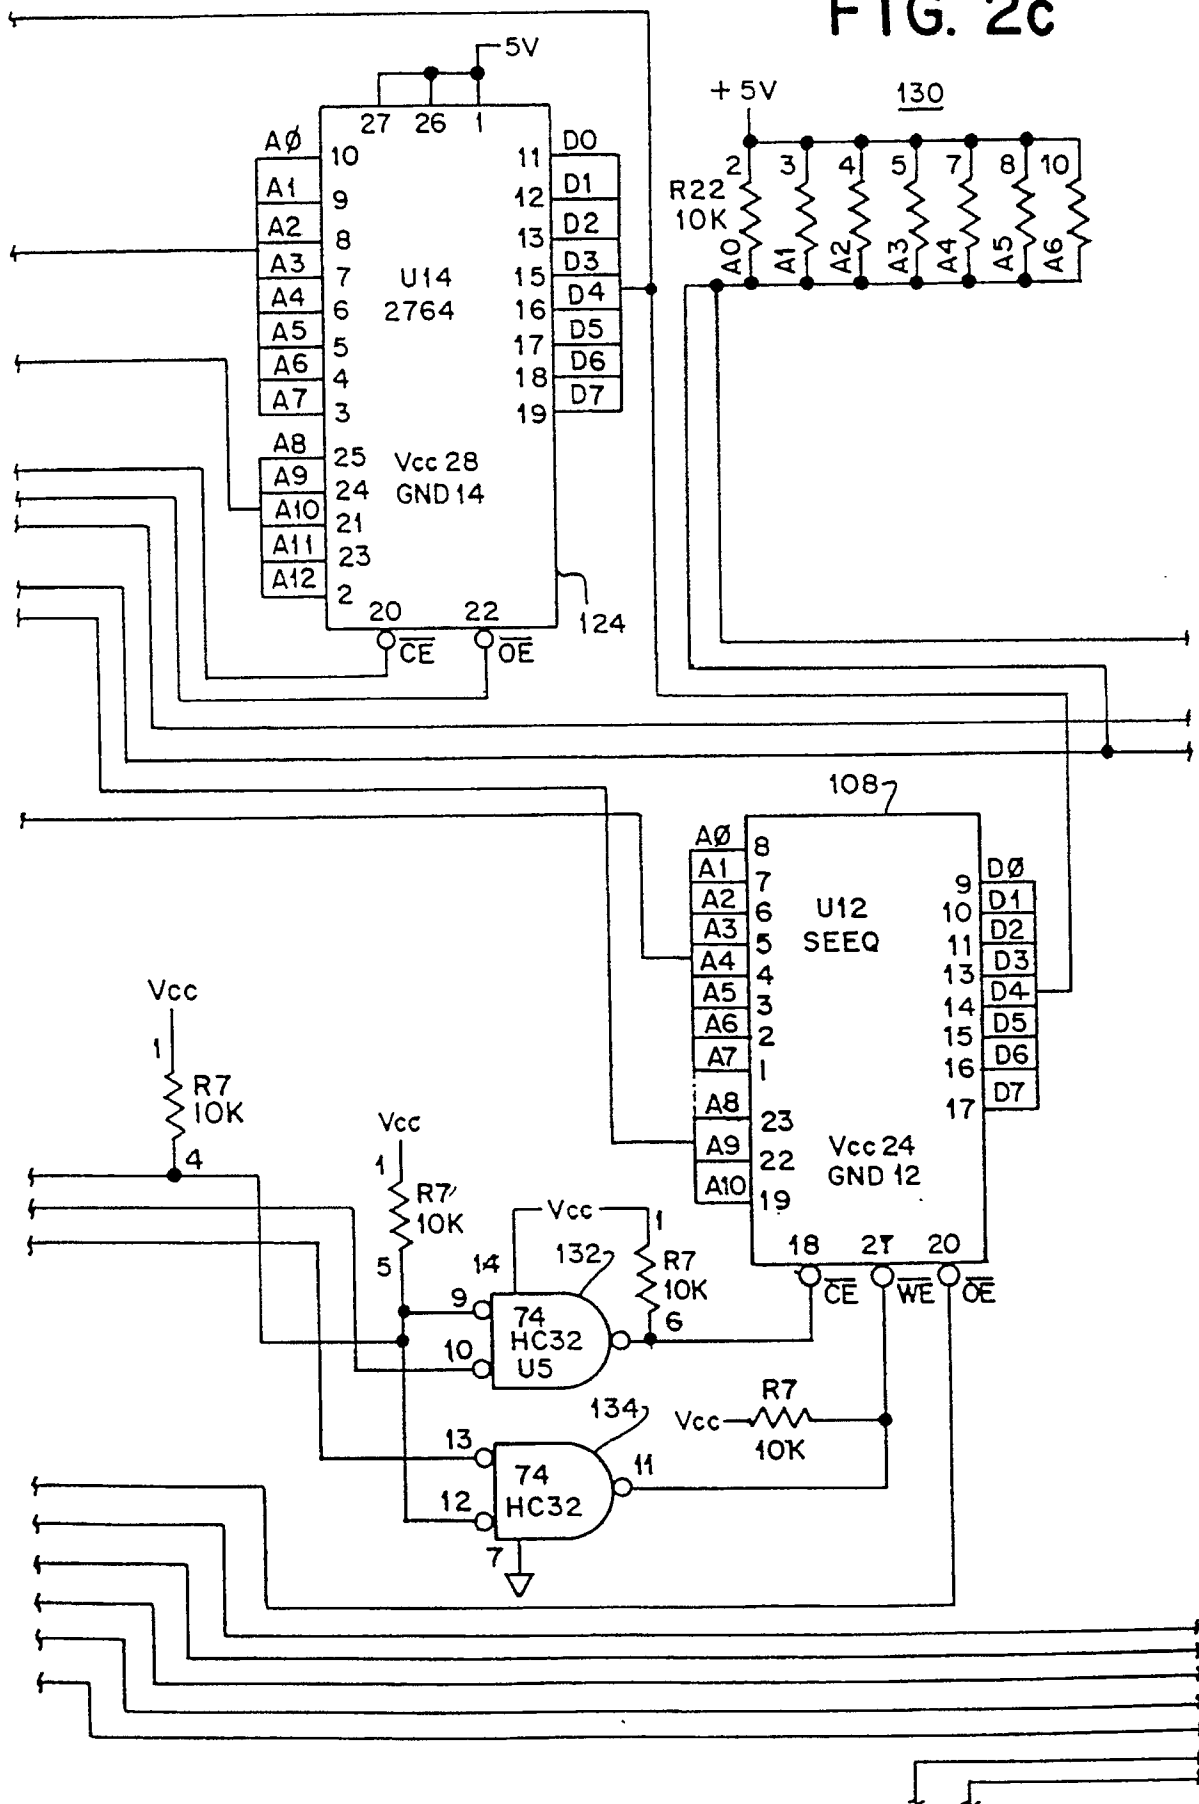 FIG. 2c
5V
27 26 1
AØ 10
A1 9
A2 8
A3 7
A4 6
A5 5
A6 4
A7 3
A8 25
A9 24
A10 21
A11 23
A12 2
U14
2764
Vcc 28
GND 14
11 D0
12 D1
13 D2
15 D3
16 D4
17 D5
18 D6
19 D7
20 22
CE OE
124
+5V
130
2 3 4 5 7 8 10
R22
10K
A0 A1 A2 A3 A4 A5 A6
108
AØ 8
A1 7
A2 6
A3 5
A4 4
A5 3
A6 2
A7 1
A8 23
A9 22
A10 19
U12
SEEQ
Vcc 24
GND 12
9 DØ
10 D1
11 D2
13 D3
14 D4
15 D5
16 D6
17 D7
18 21 20
CE WE OE
Vcc
1
R7
10K
4
Vcc
1
R7
10K
5
Vcc
14
132
1
R7
10K
6
9
10
74
HC32
U5
134
13
12
74
HC32
11
7
Vcc
R7
10K